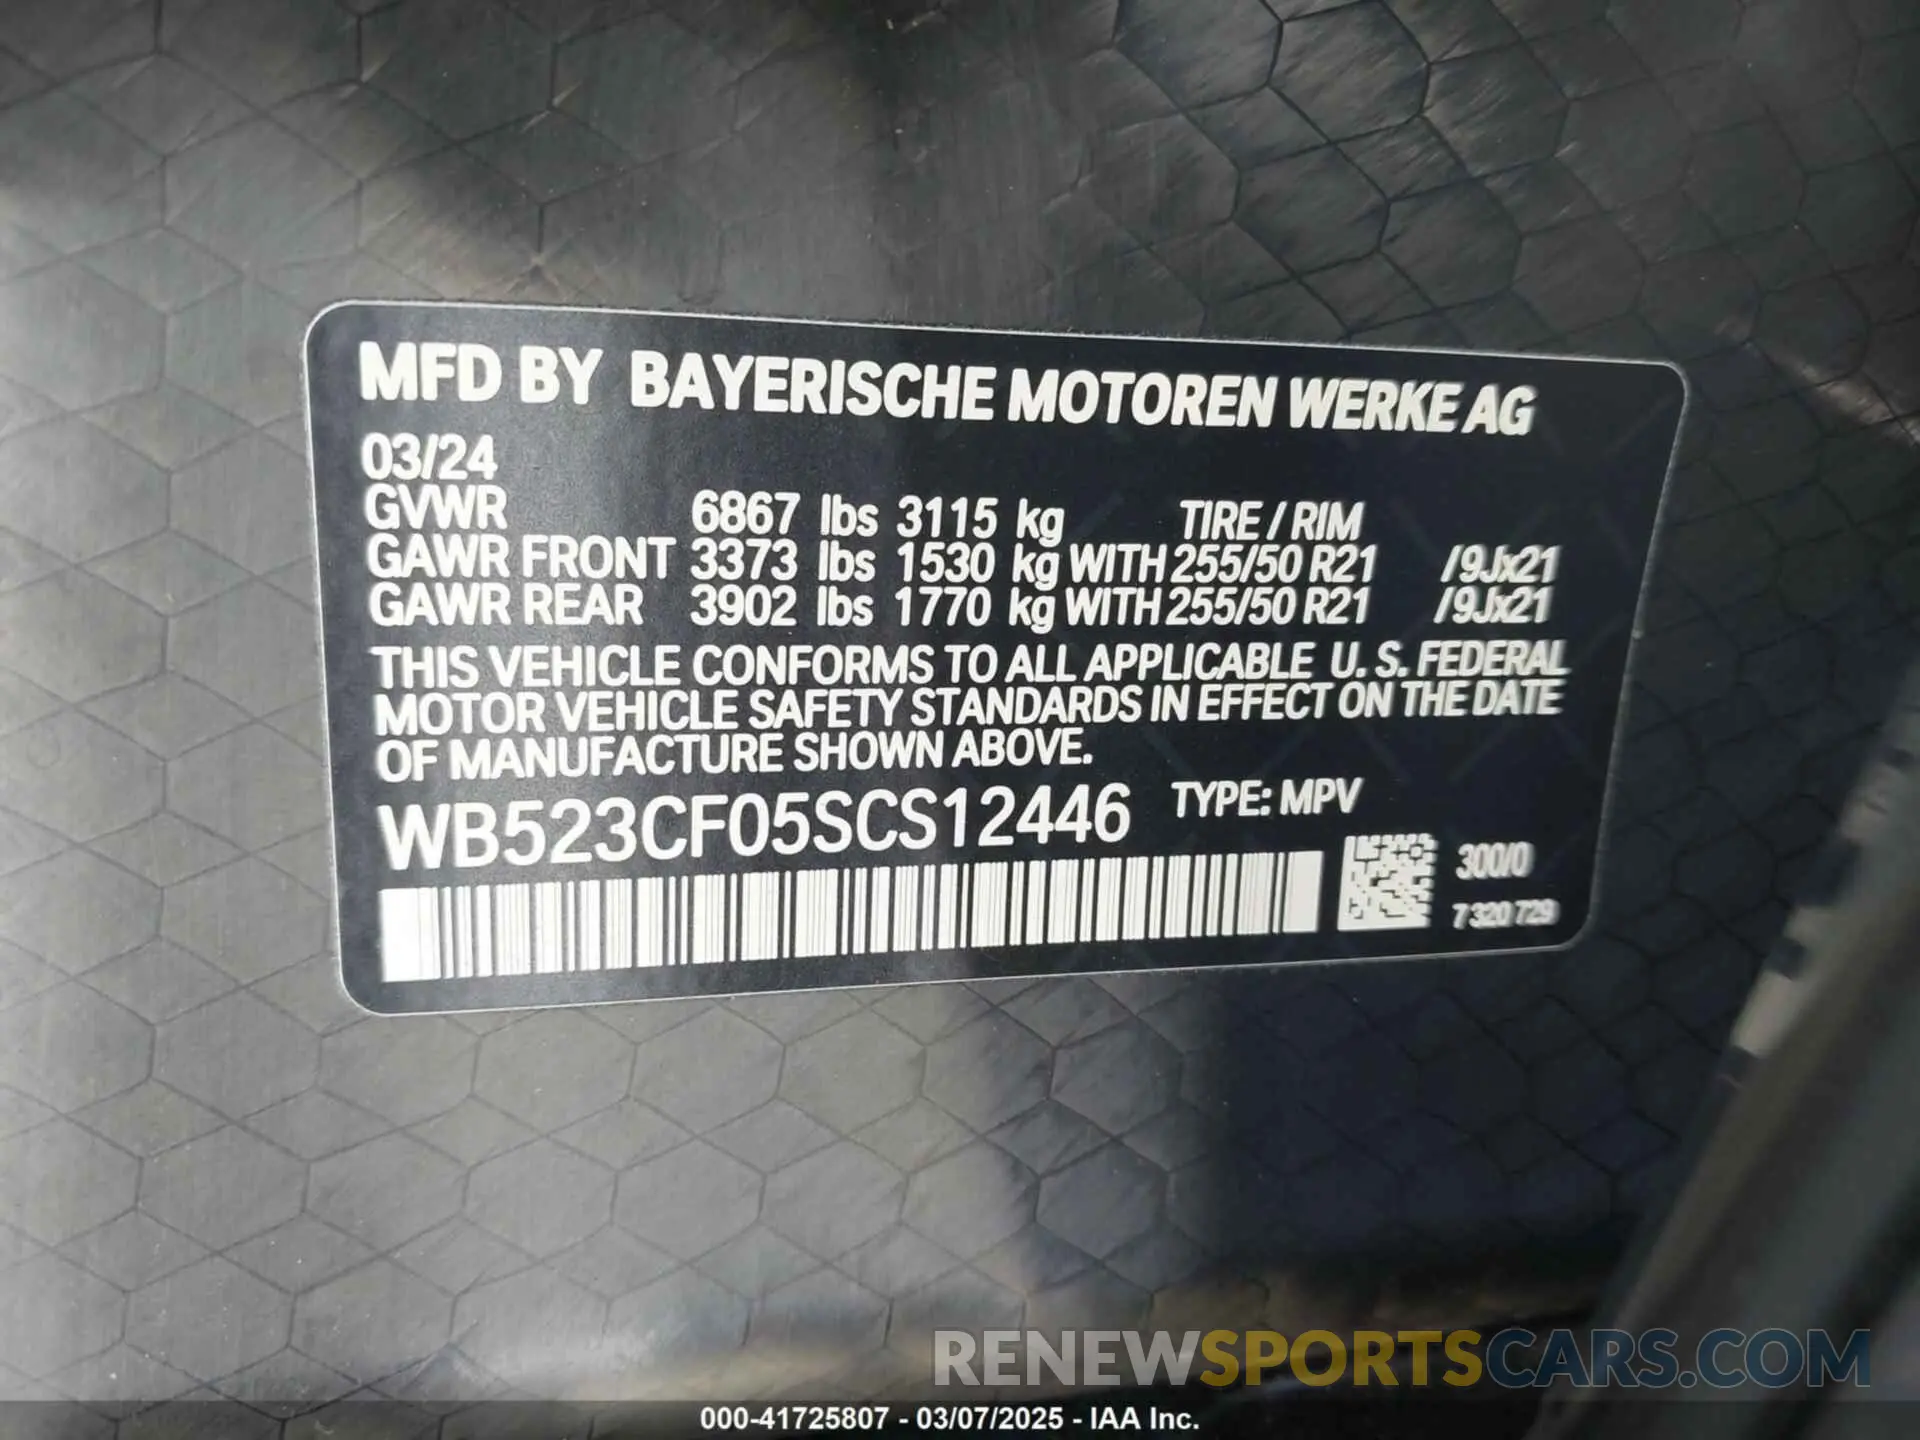 MFD BY BAYERISCHE MOTOREN WERKE AG
03/24
GVWR 6867 lbs 3115 kg TIRE / RIM
GAWR FRONT 3373 lbs 1530 kg WITH 255/50 R21 /9Jx21
GAWR REAR 3902 lbs 1770 kg WITH 255/50 R21 /9Jx21
THIS VEHICLE CONFORMS TO ALL APPLICABLE U. S. FEDERAL
MOTOR VEHICLE SAFETY STANDARDS IN EFFECT ON THE DATE
OF MANUFACTURE SHOWN ABOVE.
WB523CF05SCS12446 TYPE: MPV
300/0
7 320 729
RENEWSPORTSCARS.COM
000-41725807 - 03/07/2025 - IAA Inc.